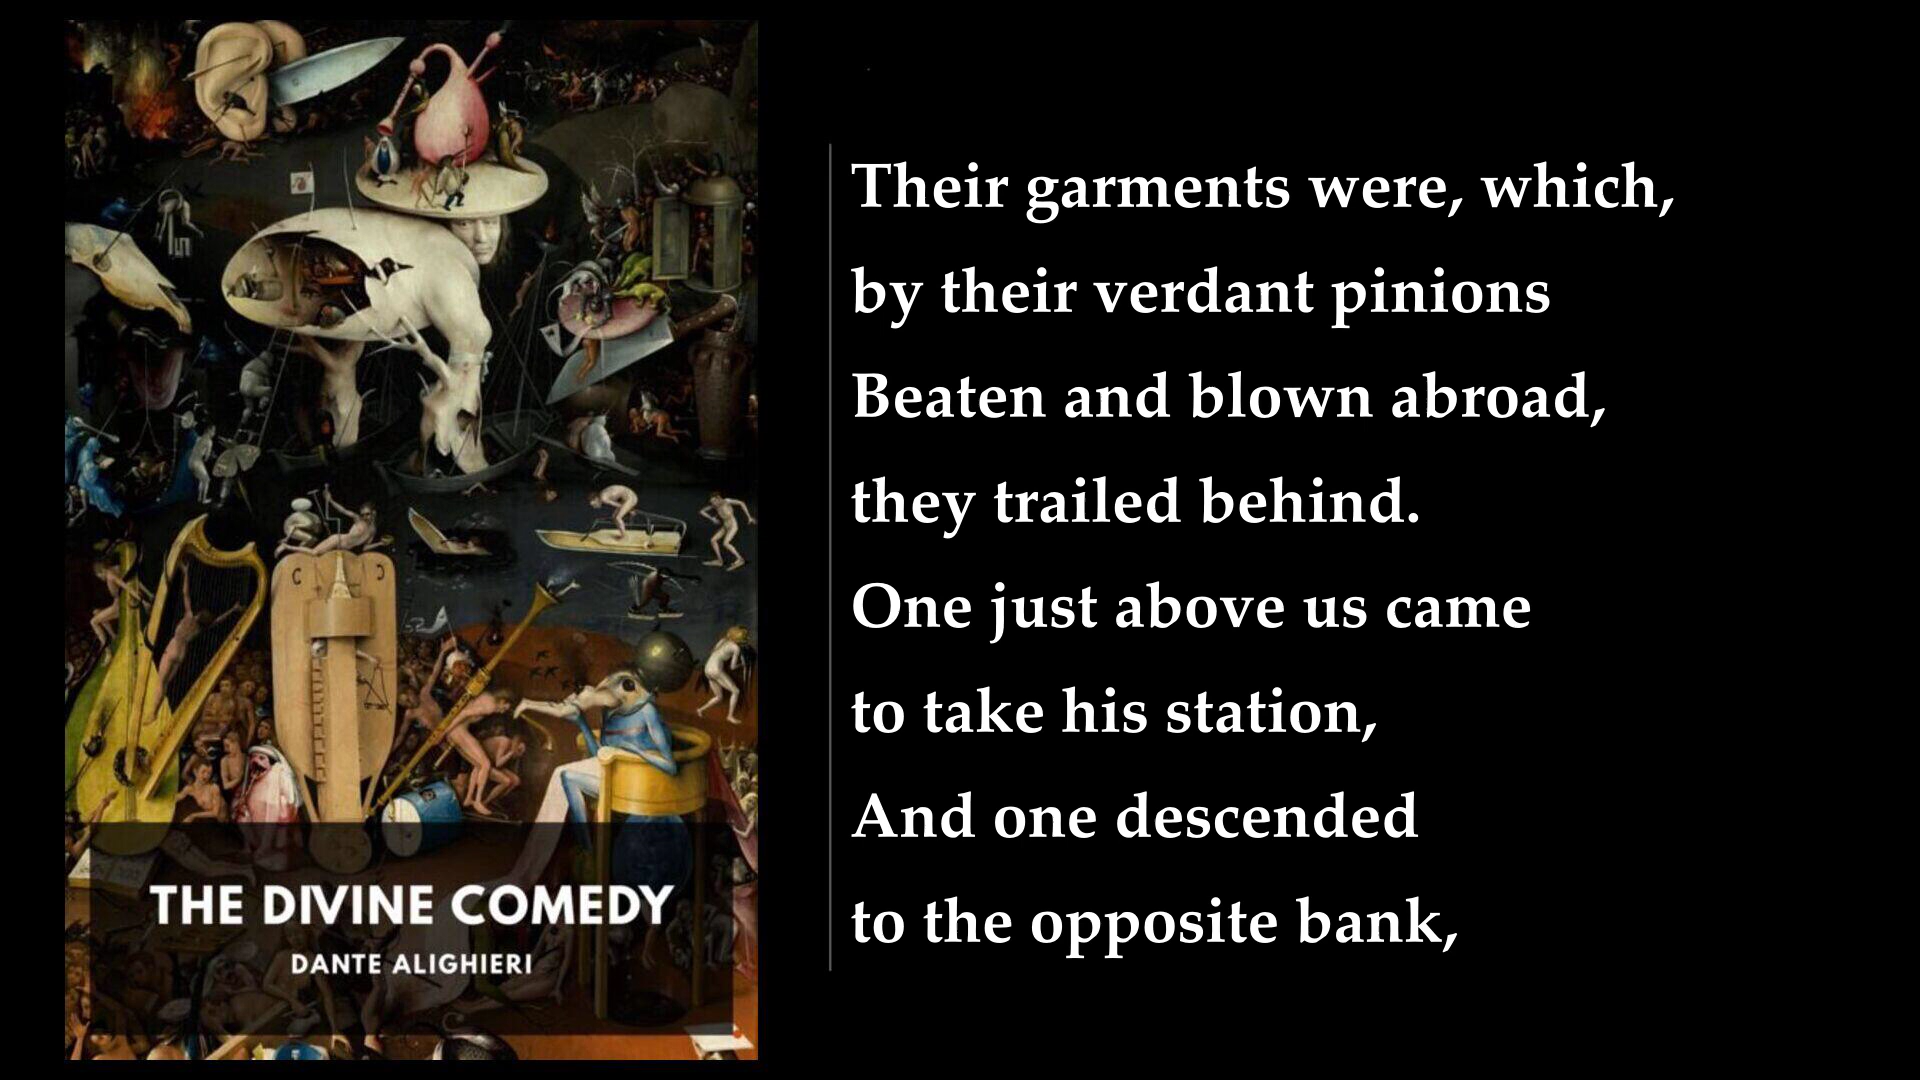 THE DIVINE COMEDY
DANTE ALIGHIERI
Their garments were, which,
by their verdant pinions
Beaten and blown abroad,
they trailed behind.
One just above us came
to take his station,
And one descended
to the opposite bank,